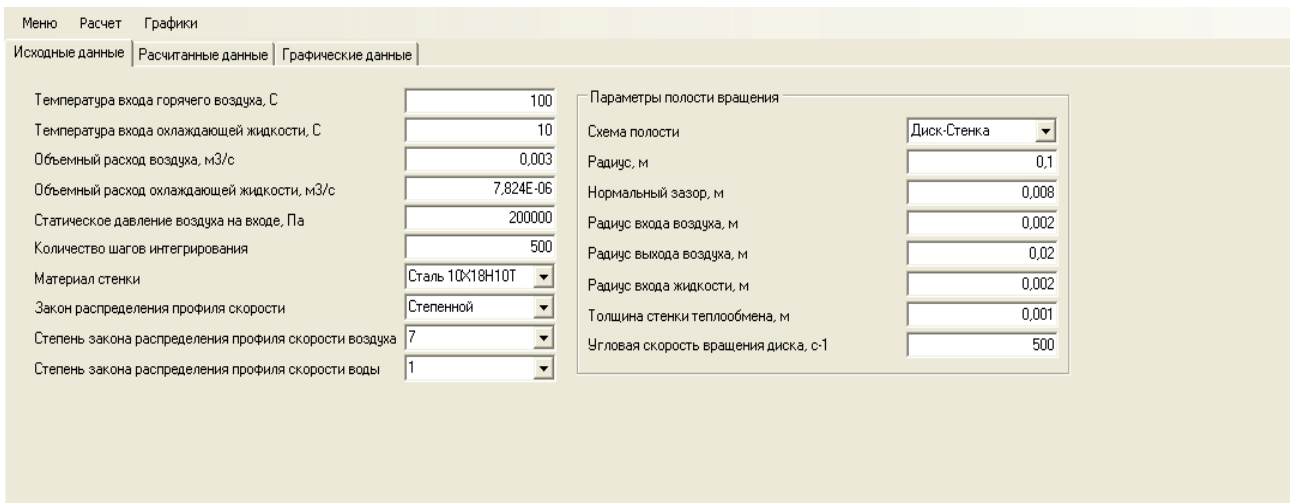 Меню Расчет Графики
Исходные данные Расчитанные данные Графические данные
Температура входа горячего воздуха, С 100
Температура входа охлаждающей жидкости, С 10
Объемный расход воздуха, м3/с 0,003
Объемный расход охлаждающей жидкости, м3/с 7,824E-06
Статическое давление воздуха на входе, Па 200000
Количество шагов интегрирования 500
Материал стенки Сталь 10Х18Н10Т
Закон распределения профиля скорости Степенной
Степень закона распределения профиля скорости воздуха 7
Степень закона распределения профиля скорости воды 1
Параметры полости вращения
Схема полости Диск-Стенка
Радиус, м 0,1
Нормальный зазор, м 0,008
Радиус входа воздуха, м 0,002
Радиус выхода воздуха, м 0,02
Радиус входа жидкости, м 0,002
Толщина стенки теплообмена, м 0,001
Угловая скорость вращения диска, с-1 500